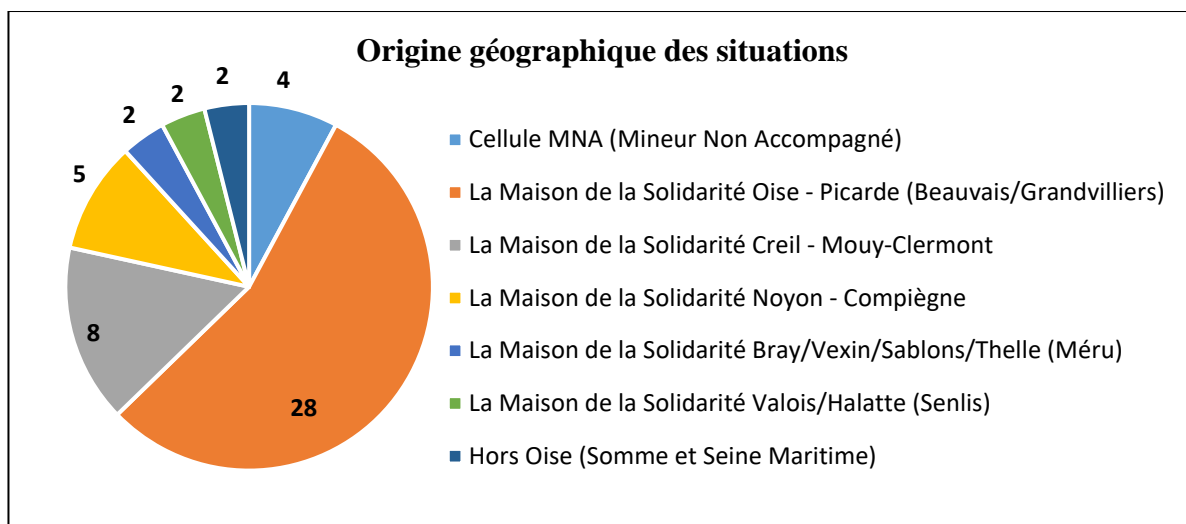 Origine géographique des situations
2
4
2
2
5
8
28
Cellule MNA (Mineur Non Accompagné)
La Maison de la Solidarité Oise - Picarde (Beauvais/Grandvilliers)
La Maison de la Solidarité Creil - Mouy-Clermont
La Maison de la Solidarité Noyon - Compiègne
La Maison de la Solidarité Bray/Vexin/Sablons/Thelle (Méru)
La Maison de la Solidarité Valois/Halatte (Senlis)
Hors Oise (Somme et Seine Maritime)